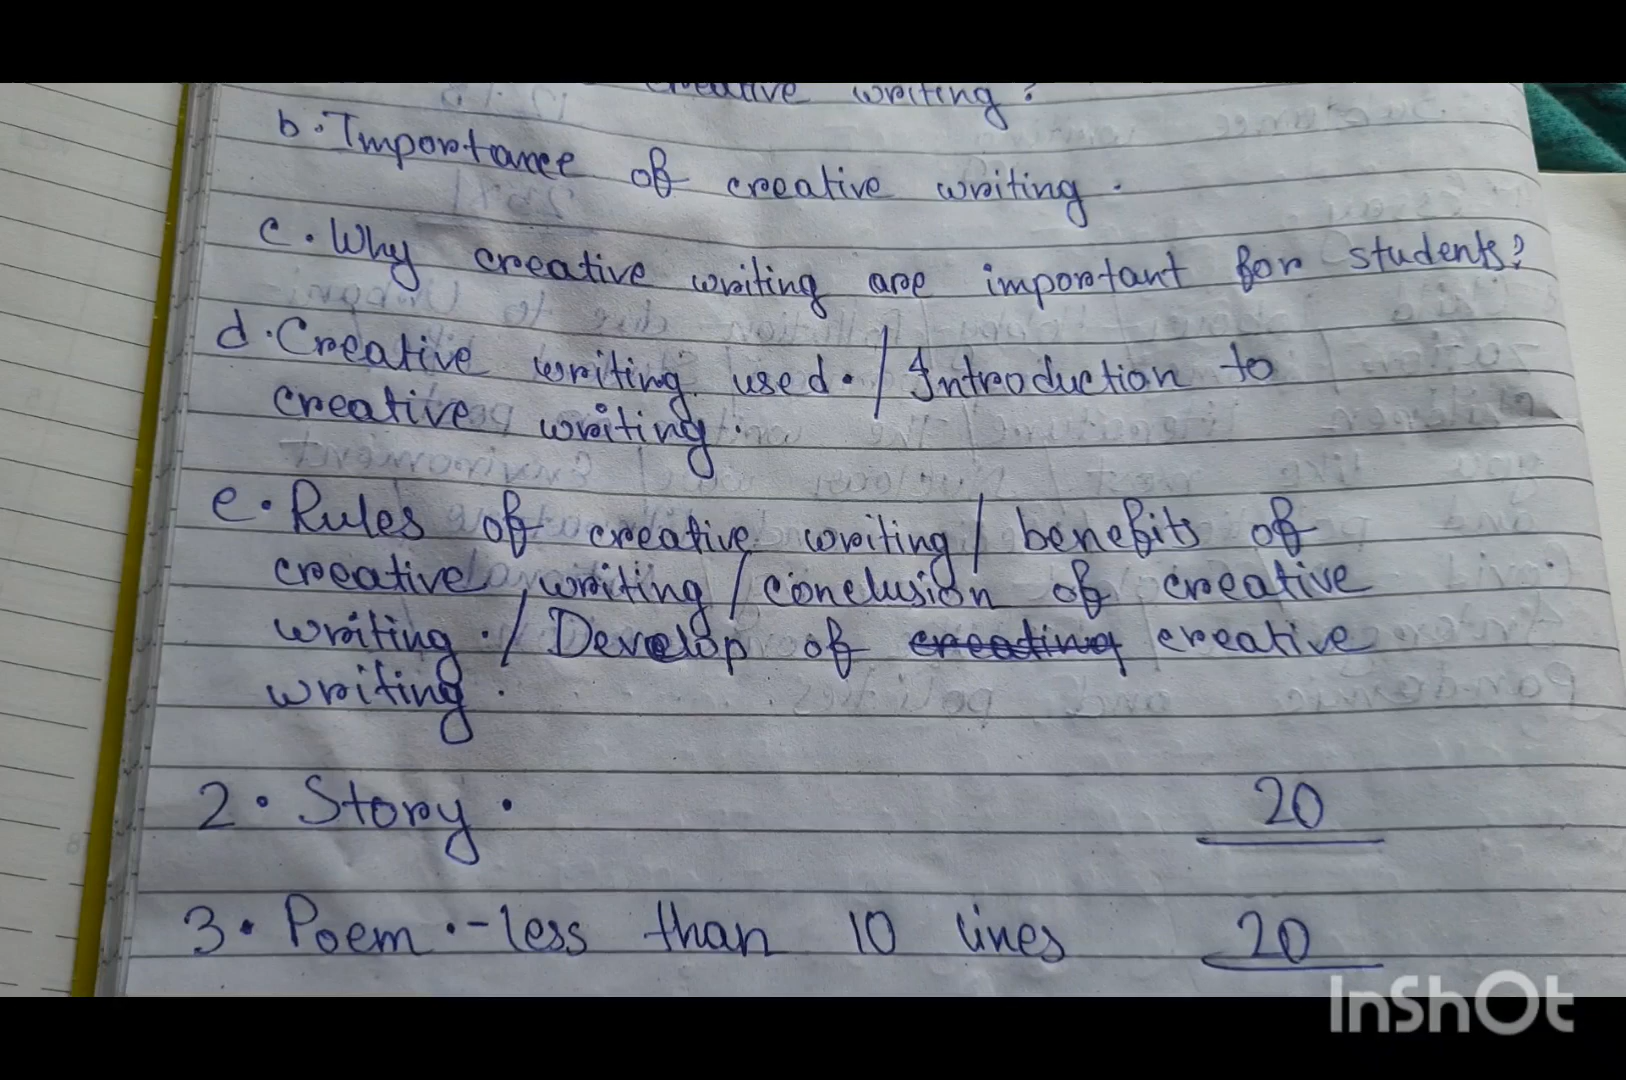 creative writing?
b. Importance of creative writing.
c. Why creative writing are important for students?
d. Creative writing used. / Introduction to
creative writing.
e. Rules of creative writing / benefits of
creative writing / conclusion of creative
writing. / Develop of creating creative
writing.
2. Story. 20
3. Poem. - less than 10 lines 20
InShOt